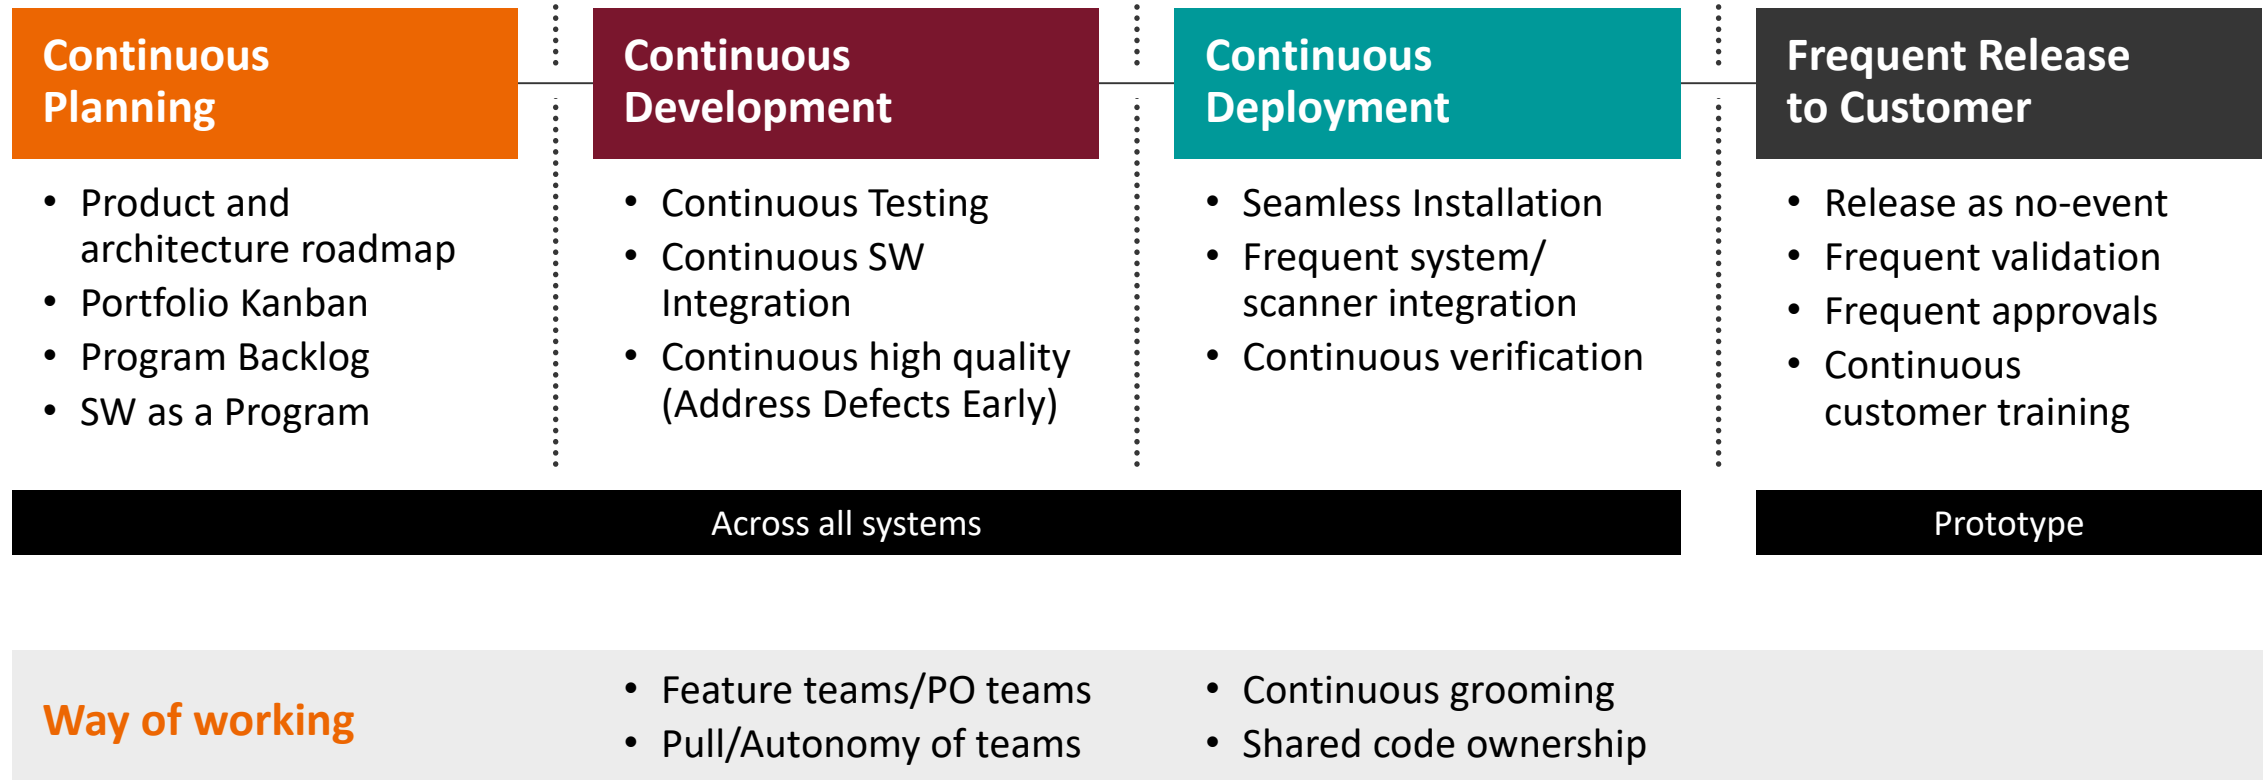 Continuous
Planning
• Product and
architecture roadmap
• Portfolio Kanban
• Program Backlog
• SW as a Program
Continuous
Development
• Continuous Testing
• Continuous SW
Integration
• Continuous high quality
(Address Defects Early)
Continuous
Deployment
• Seamless Installation
• Frequent system/
scanner integration
• Continuous verification
Frequent Release
to Customer
• Release as no-event
• Frequent validation
• Frequent approvals
• Continuous
customer training
Across all systems
Prototype
Way of working
• Feature teams/PO teams
• Pull/Autonomy of teams
• Continuous grooming
• Shared code ownership